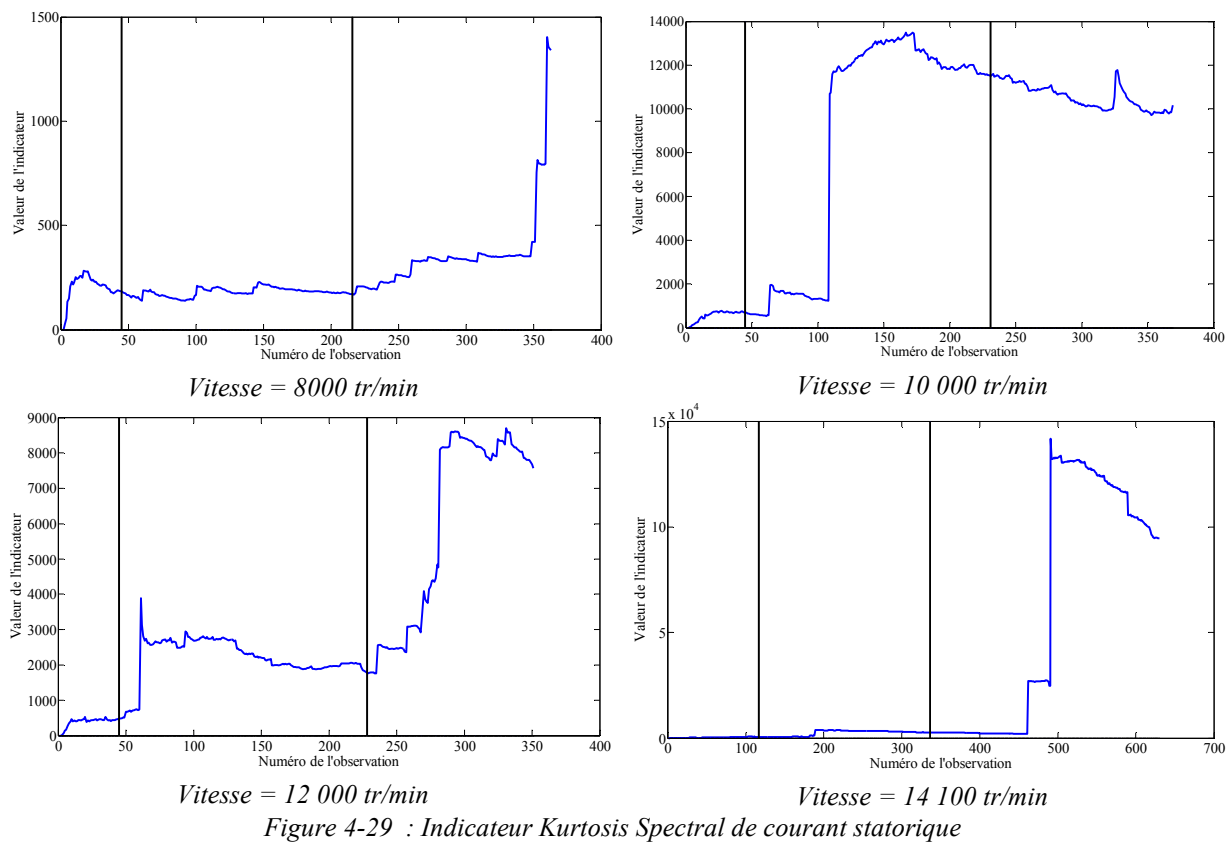 1500
1000
500
0
Valeur de l'indicateur
0 50 100 150 200 250 300 350 400
Numéro de l'observation
Vitesse = 8000 tr/min
14000
12000
10000
8000
6000
4000
2000
0
Valeur de l'indicateur
0 50 100 150 200 250 300 350 400
Numéro de l'observation
Vitesse = 10 000 tr/min
9000
8000
7000
6000
5000
4000
3000
2000
1000
0
Valeur de l'indicateur
0 50 100 150 200 250 300 350 400
Numéro de l'observation
Vitesse = 12 000 tr/min
x 10^4
15
10
5
0
Valeur de l'indicateur
0 100 200 300 400 500 600 700
Numéro de l'observation
Vitesse = 14 100 tr/min
Figure 4-29 : Indicateur Kurtosis Spectral de courant statorique